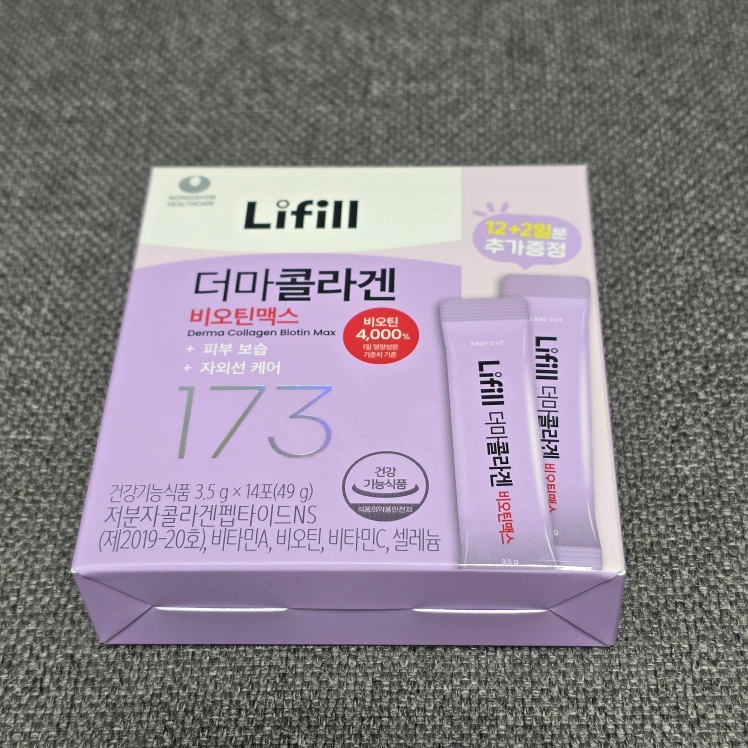 NONGSHIM
HEALTHCARE
Lifill
12+2일분
추가증정
더마콜라겐
비오틴맥스
Derma Collagen Biotin Max
+ 피부 보습
+ 자외선 케어
비오틴
4,000%
1일 영양성분
기준치 기준
173
건강
기능식품
식품의약품안전처
건강기능식품 3.5 g × 14포(49 g)
저분자콜라겐펩타이드NS
(제2019-20호), 비타민A, 비오틴, 비타민C, 셀레늄
EASY CUT
Lifill 더마콜라겐 비오틴맥스
3.5 g
EASY CUT
Lifill 더마콜라겐 비오틴맥스
g